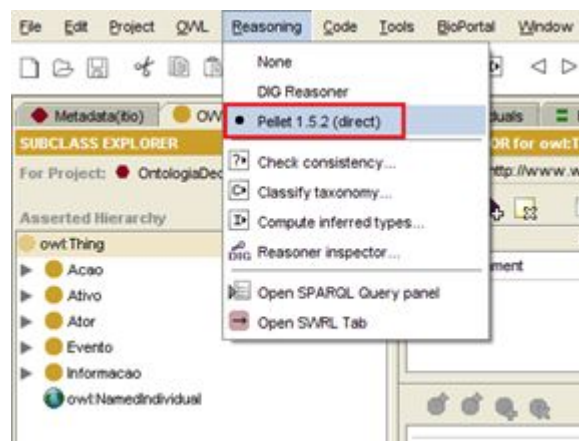 File Edit Project OWL Reasoning Code Tools BioPortal Window
None
DIG Reasoner
Metadata(itio) OW duals
Pellet 1.5.2 (direct)
SUBCLASS EXPLORER OR for owl:T
Check consistency...
For Project: OntologiaDec http://www.w
Classify taxonomy...
Asserted Hierarchy
Compute inferred types...
owl:Thing
Reasoner inspector...
Acao ment
Ativo
Open SPARQL Query panel
Ator
Open SWRL Tab
Evento
Informacao
owl:NamedIndividual